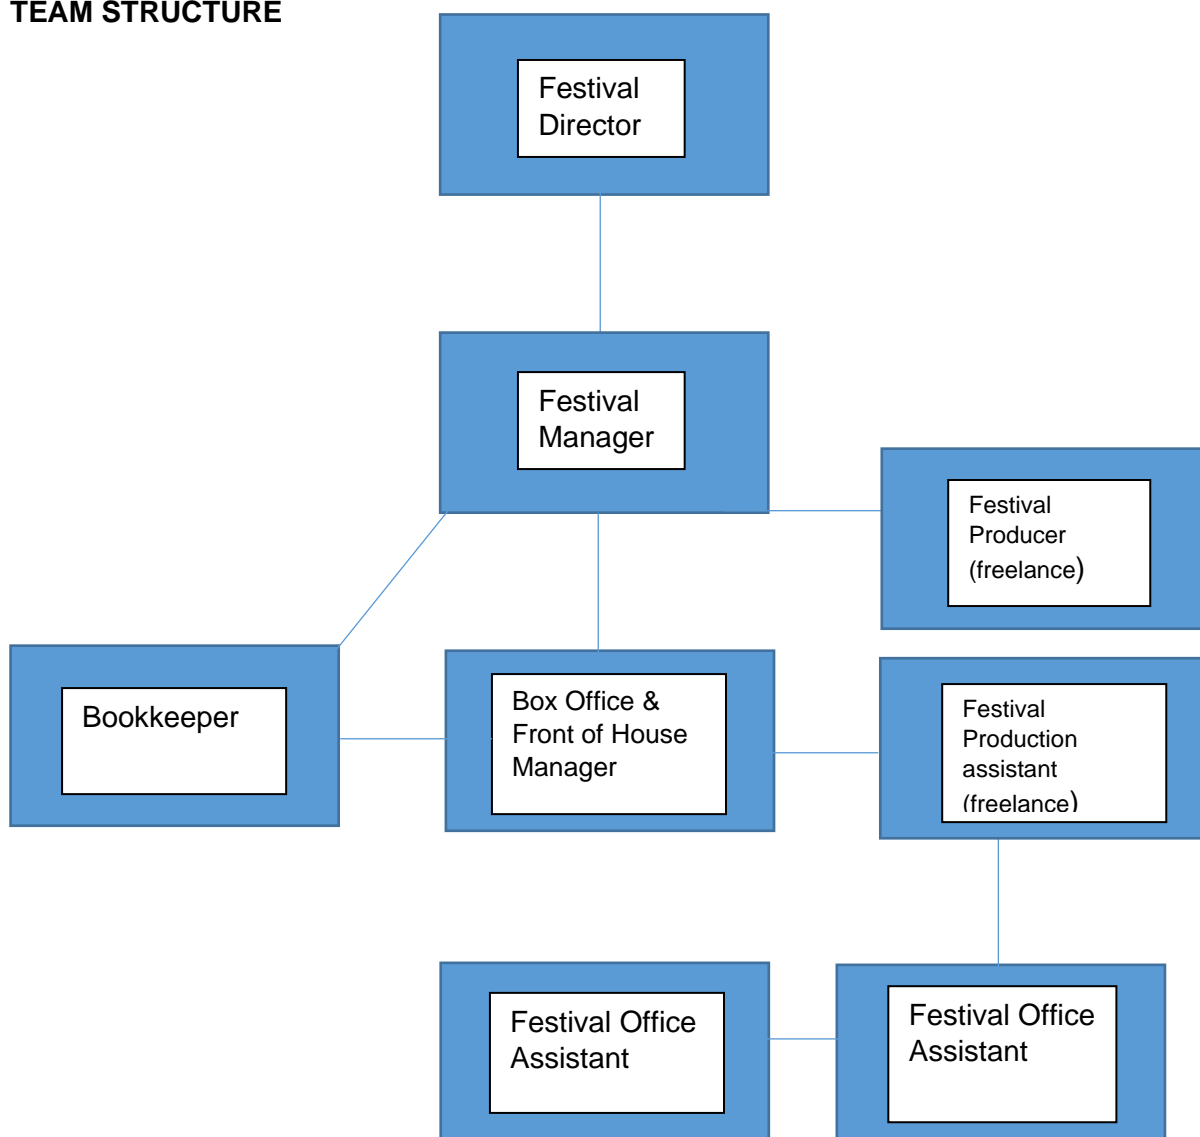 TEAM STRUCTURE
Festival
Director
Festival
Manager
Festival
Producer
(freelance)
Bookkeeper
Box Office &
Front of House
Manager
Festival
Production
assistant
(freelance)
Festival Office
Assistant
Festival Office
Assistant